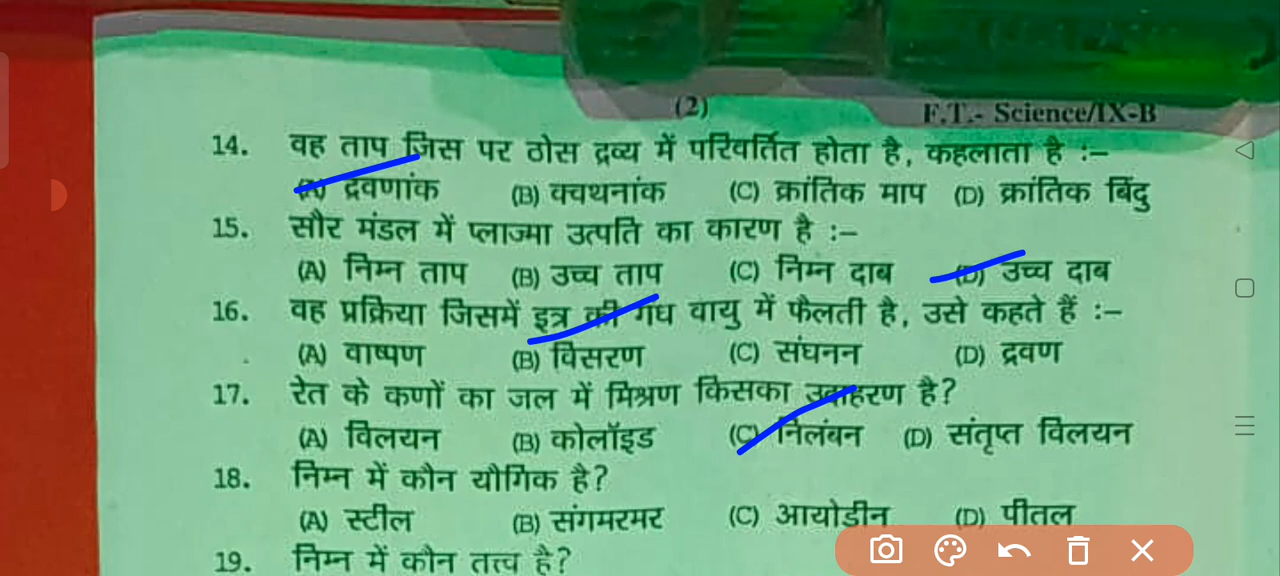 (2) F.T.- Science/IX-B
14. वह ताप जिस पर ठोस द्रव्य में परिवर्तित होता है, कहलाता है :–
(A) द्रवणांक (B) क्वथनांक (C) क्रांतिक माप (D) क्रांतिक बिंदु
15. सौर मंडल में प्लाज्मा उत्पति का कारण है :–
(A) निम्न ताप (B) उच्च ताप (C) निम्न दाब (D) उच्च दाब
16. वह प्रक्रिया जिसमें इत्र की गंध वायु में फैलती है, उसे कहते हैं :–
(A) वाष्पण (B) विसरण (C) संघनन (D) द्रवण
17. रेत के कणों का जल में मिश्रण किसका उदाहरण है?
(A) विलयन (B) कोलॉइड (C) निलंबन (D) संतृप्त विलयन
18. निम्न में कौन यौगिक है?
(A) स्टील (B) संगमरमर (C) आयोडीन (D) पीतल
19. निम्न में कौन तत्त्व है?